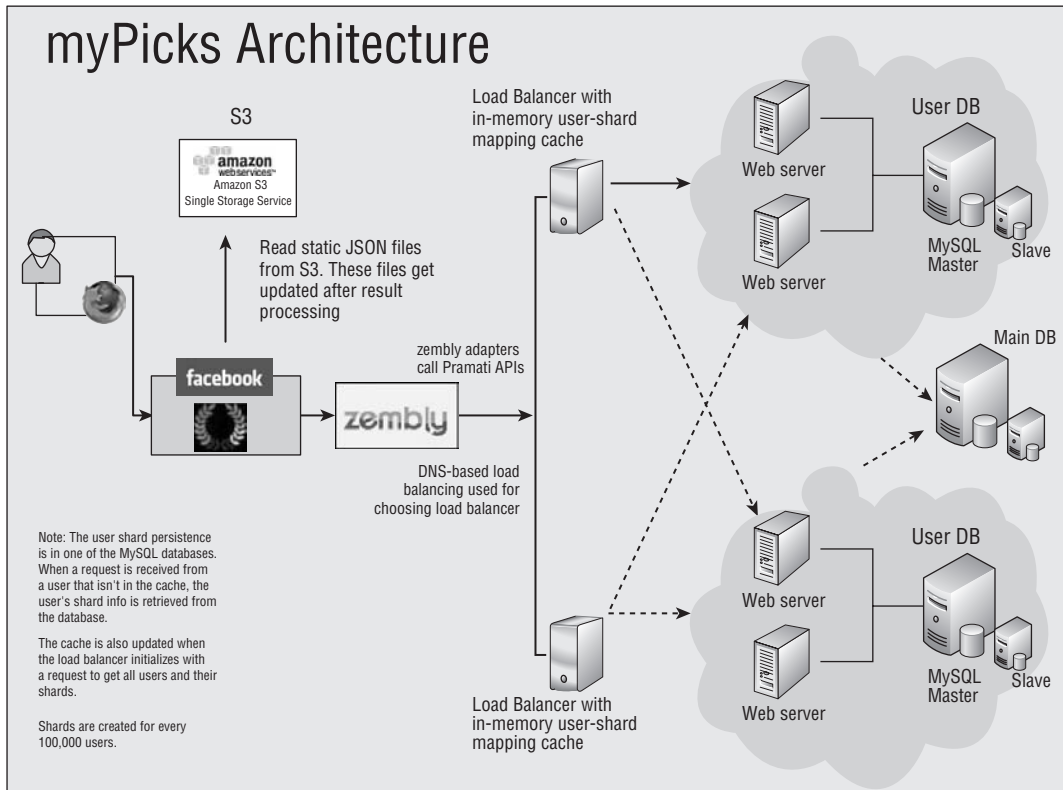 myPicks Architecture
S3
amazon
webservices™
Amazon S3
Single Storage Service
Read static JSON files
from S3. These files get
updated after result
processing
facebook
zembly
zembly adapters
call Pramati APIs
DNS-based load
balancing used for
choosing load balancer
Load Balancer with
in-memory user-shard
mapping cache
Web server
Web server
User DB
MySQL
Master
Slave
Main DB
Web server
Web server
User DB
MySQL
Master
Slave
Load Balancer with
in-memory user-shard
mapping cache
Note: The user shard persistence
is in one of the MySQL databases.
When a request is received from
a user that isn't in the cache, the
user's shard info is retrieved from
the database.
The cache is also updated when
the load balancer initializes with
a request to get all users and their
shards.
Shards are created for every
100,000 users.